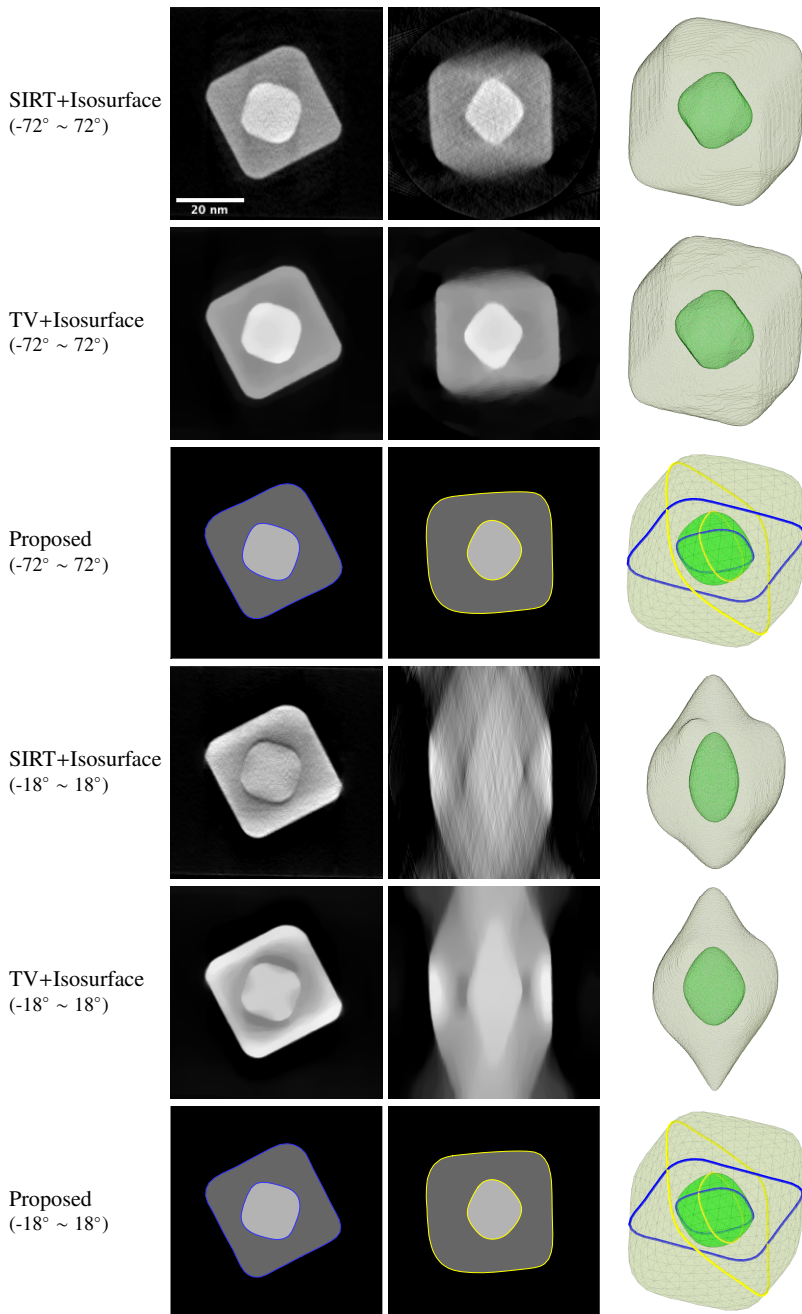 SIRT+Isosurface
(-72° ~ 72°)
20 nm
TV+Isosurface
(-72° ~ 72°)
Proposed
(-72° ~ 72°)
SIRT+Isosurface
(-18° ~ 18°)
TV+Isosurface
(-18° ~ 18°)
Proposed
(-18° ~ 18°)